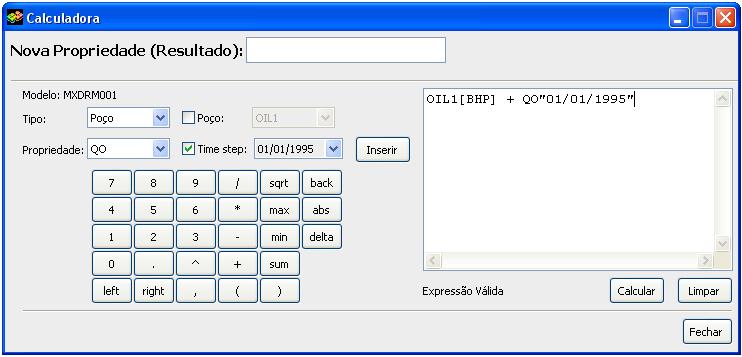 Calculadora
Nova Propriedade (Resultado):
Modelo: MXDRM001
Tipo: Poço Poço: OIL1
Propriedade: QO Time step: 01/01/1995 Inserir
7 8 9 / sqrt back
4 5 6 * max abs
1 2 3 - min delta
0 . ^ + sum
left right , ( )
OIL1[BHP] + QO"01/01/1995"
Expressão Válida Calcular Limpar
Fechar